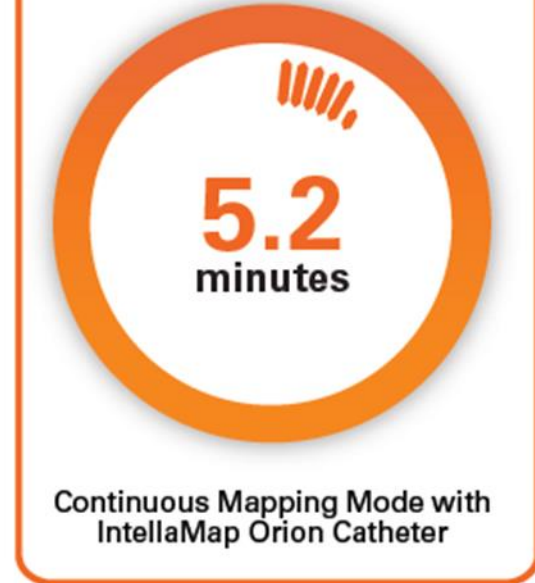 5.2
minutes
Continuous Mapping Mode with
IntellaMap Orion Catheter